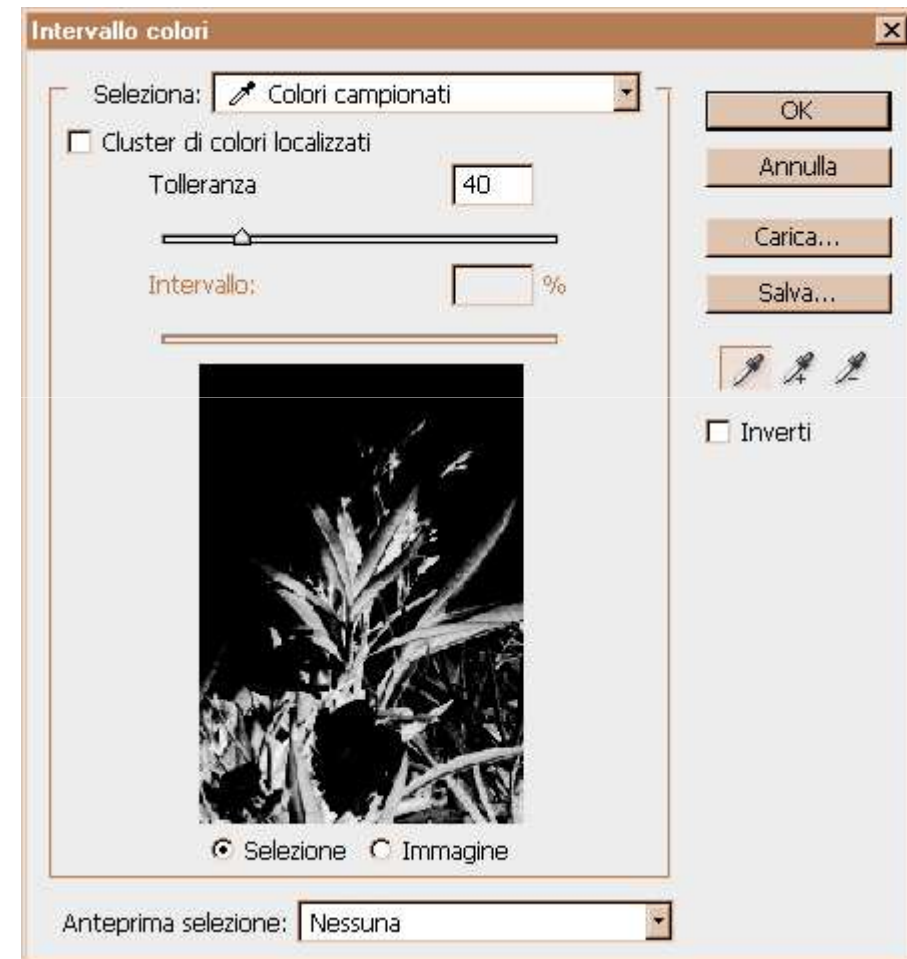 Intervallo colori
Seleziona: Colori campionati
Cluster di colori localizzati
Tolleranza 40
Intervallo: %
Selezione Immagine
Anteprima selezione: Nessuna
OK
Annulla
Carica...
Salva...
Inverti